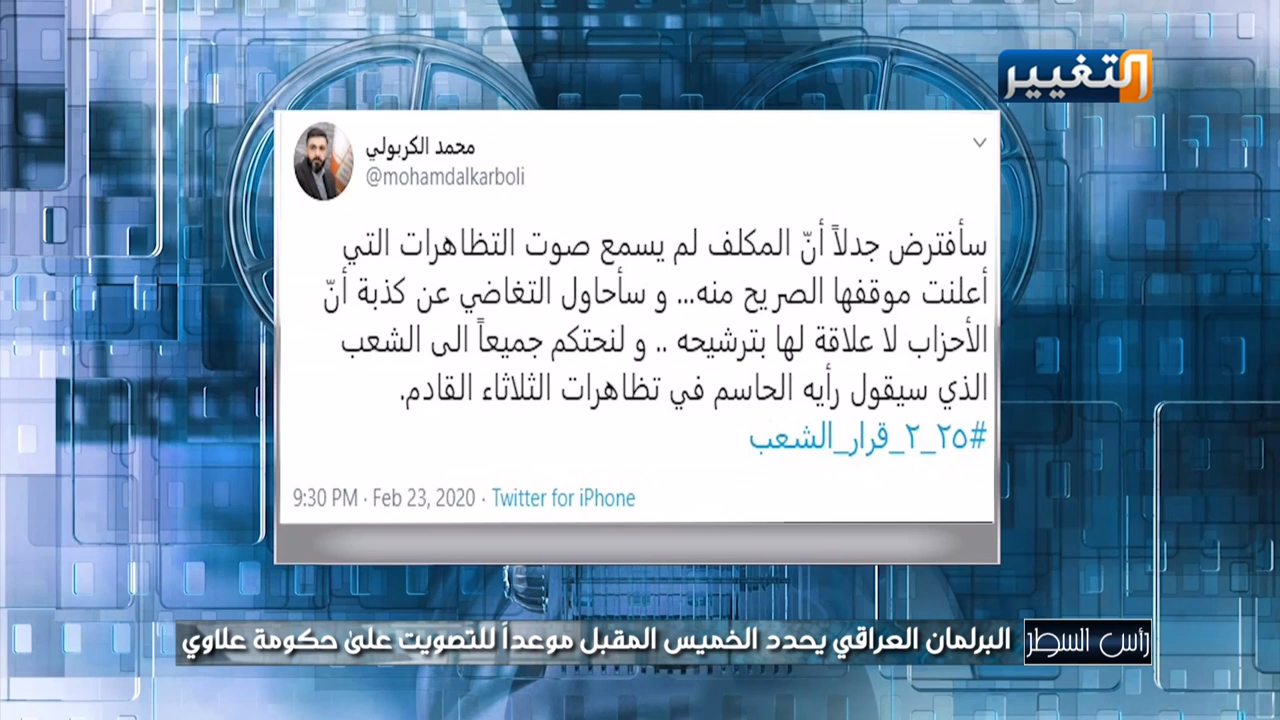 التغيير
محمد الكربولي
@mohamdalkarboli
سأفترض جدلاً أنّ المكلف لم يسمع صوت التظاهرات التي
أعلنت موقفها الصريح منه... و سأحاول التغاضي عن كذبة أنّ
الأحزاب لا علاقة لها بترشيحه .. و لنحتكم جميعاً الى الشعب
الذي سيقول رأيه الحاسم في تظاهرات الثلاثاء القادم.
#٢٥_٢_قرار_الشعب
9:30 PM · Feb 23, 2020 · Twitter for iPhone
رأس السطر
البرلمان العراقي يحدد الخميس المقبل موعداً للتصويت على حكومة علاوي